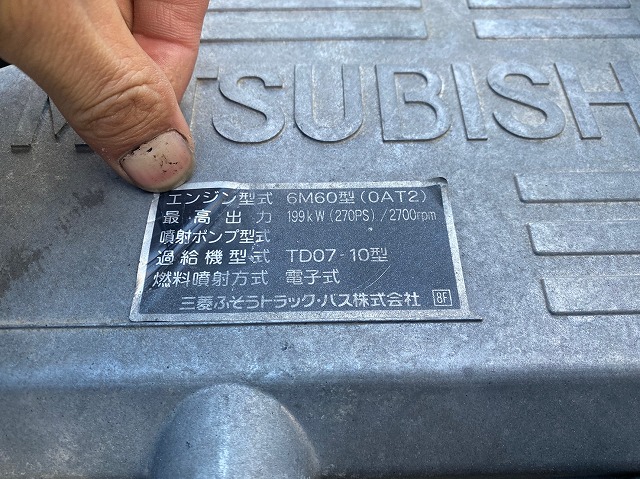 MITSUBISH
エンジン型式 6M60型(0AT2)
最高出力 199kW(270PS)/2700rpm
噴射ポンプ型式
過給機型式 TD07-10型
燃料噴射方式 電子式
三菱ふそうトラック・バス株式会社 8F